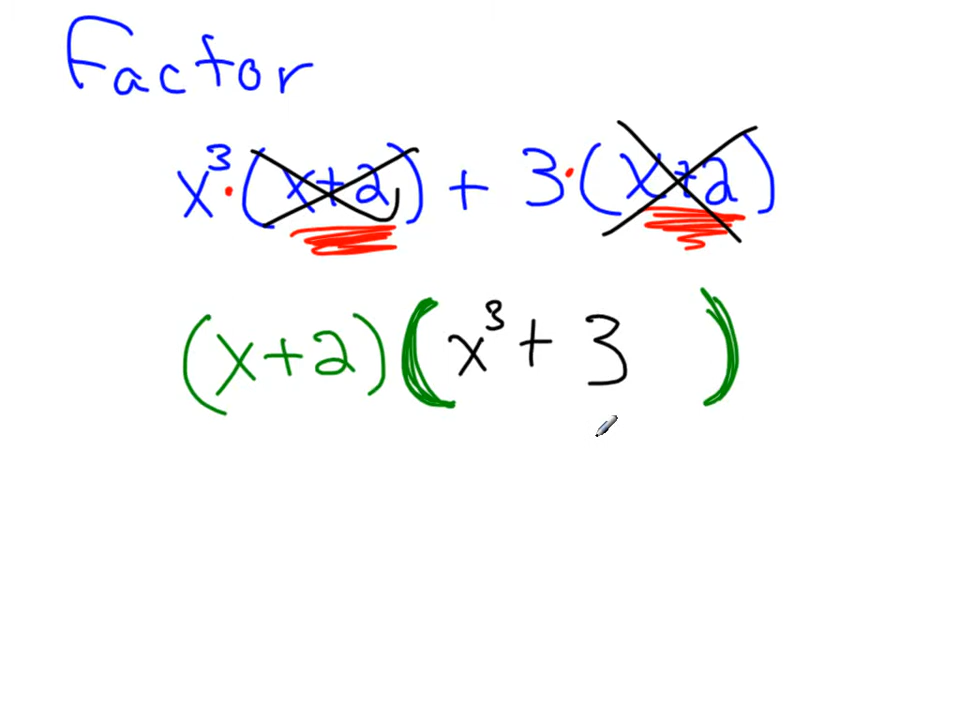 Factor
x³·(x+2) + 3·(x+2)
(x+2)(x³+3)